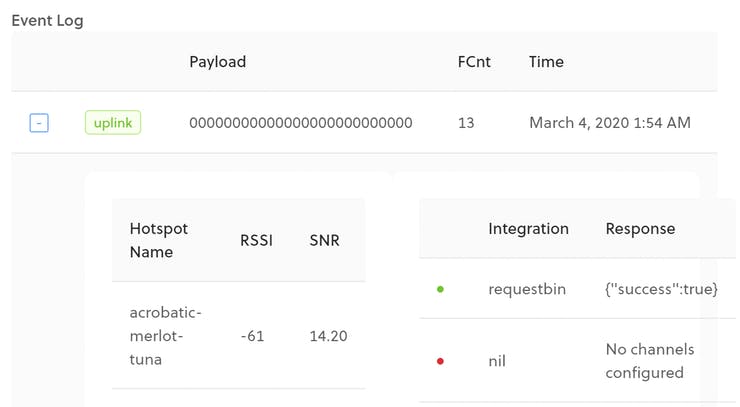 Event Log
Payload FCnt Time
- uplink 00000000000000000000000000 13 March 4, 2020 1:54 AM
Hotspot
Name RSSI SNR
acrobatic-
merlot-
tuna -61 14.20
Integration Response
requestbin {"success":true}
nil No channels
configured